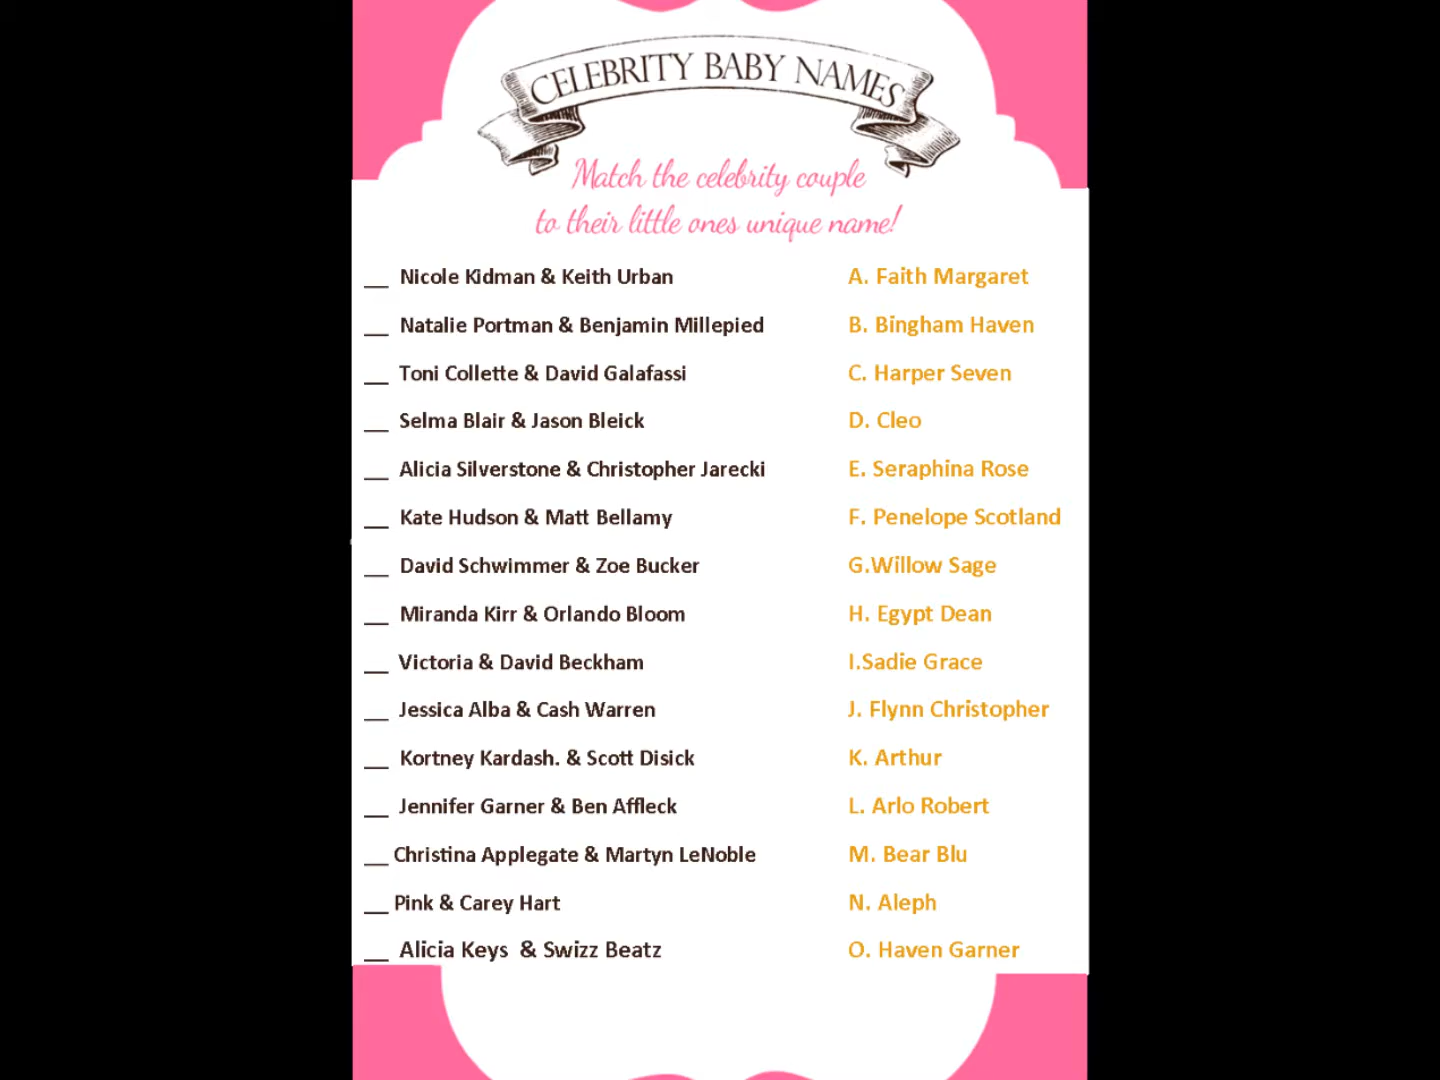 CELEBRITY BABY NAMES
Match the celebrity couple
to their little ones unique name!
__ Nicole Kidman & Keith Urban A. Faith Margaret
__ Natalie Portman & Benjamin Millepied B. Bingham Haven
__ Toni Collette & David Galafassi C. Harper Seven
__ Selma Blair & Jason Bleick D. Cleo
__ Alicia Silverstone & Christopher Jarecki E. Seraphina Rose
__ Kate Hudson & Matt Bellamy F. Penelope Scotland
__ David Schwimmer & Zoe Bucker G.Willow Sage
__ Miranda Kirr & Orlando Bloom H. Egypt Dean
__ Victoria & David Beckham I.Sadie Grace
__ Jessica Alba & Cash Warren J. Flynn Christopher
__ Kortney Kardash. & Scott Disick K. Arthur
__ Jennifer Garner & Ben Affleck L. Arlo Robert
__ Christina Applegate & Martyn LeNoble M. Bear Blu
__ Pink & Carey Hart N. Aleph
__ Alicia Keys & Swizz Beatz O. Haven Garner